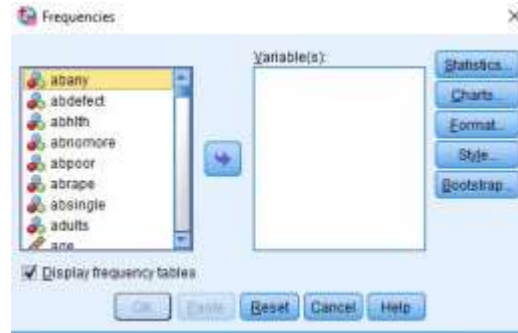 Frequencies
Variable(s):
abany
abdefect
abhlth
abnomore
abpoor
abrape
absingle
adults
age
Statistics...
Charts...
Format...
Style...
Bootstrap...
Display frequency tables
OK
Paste
Reset
Cancel
Help